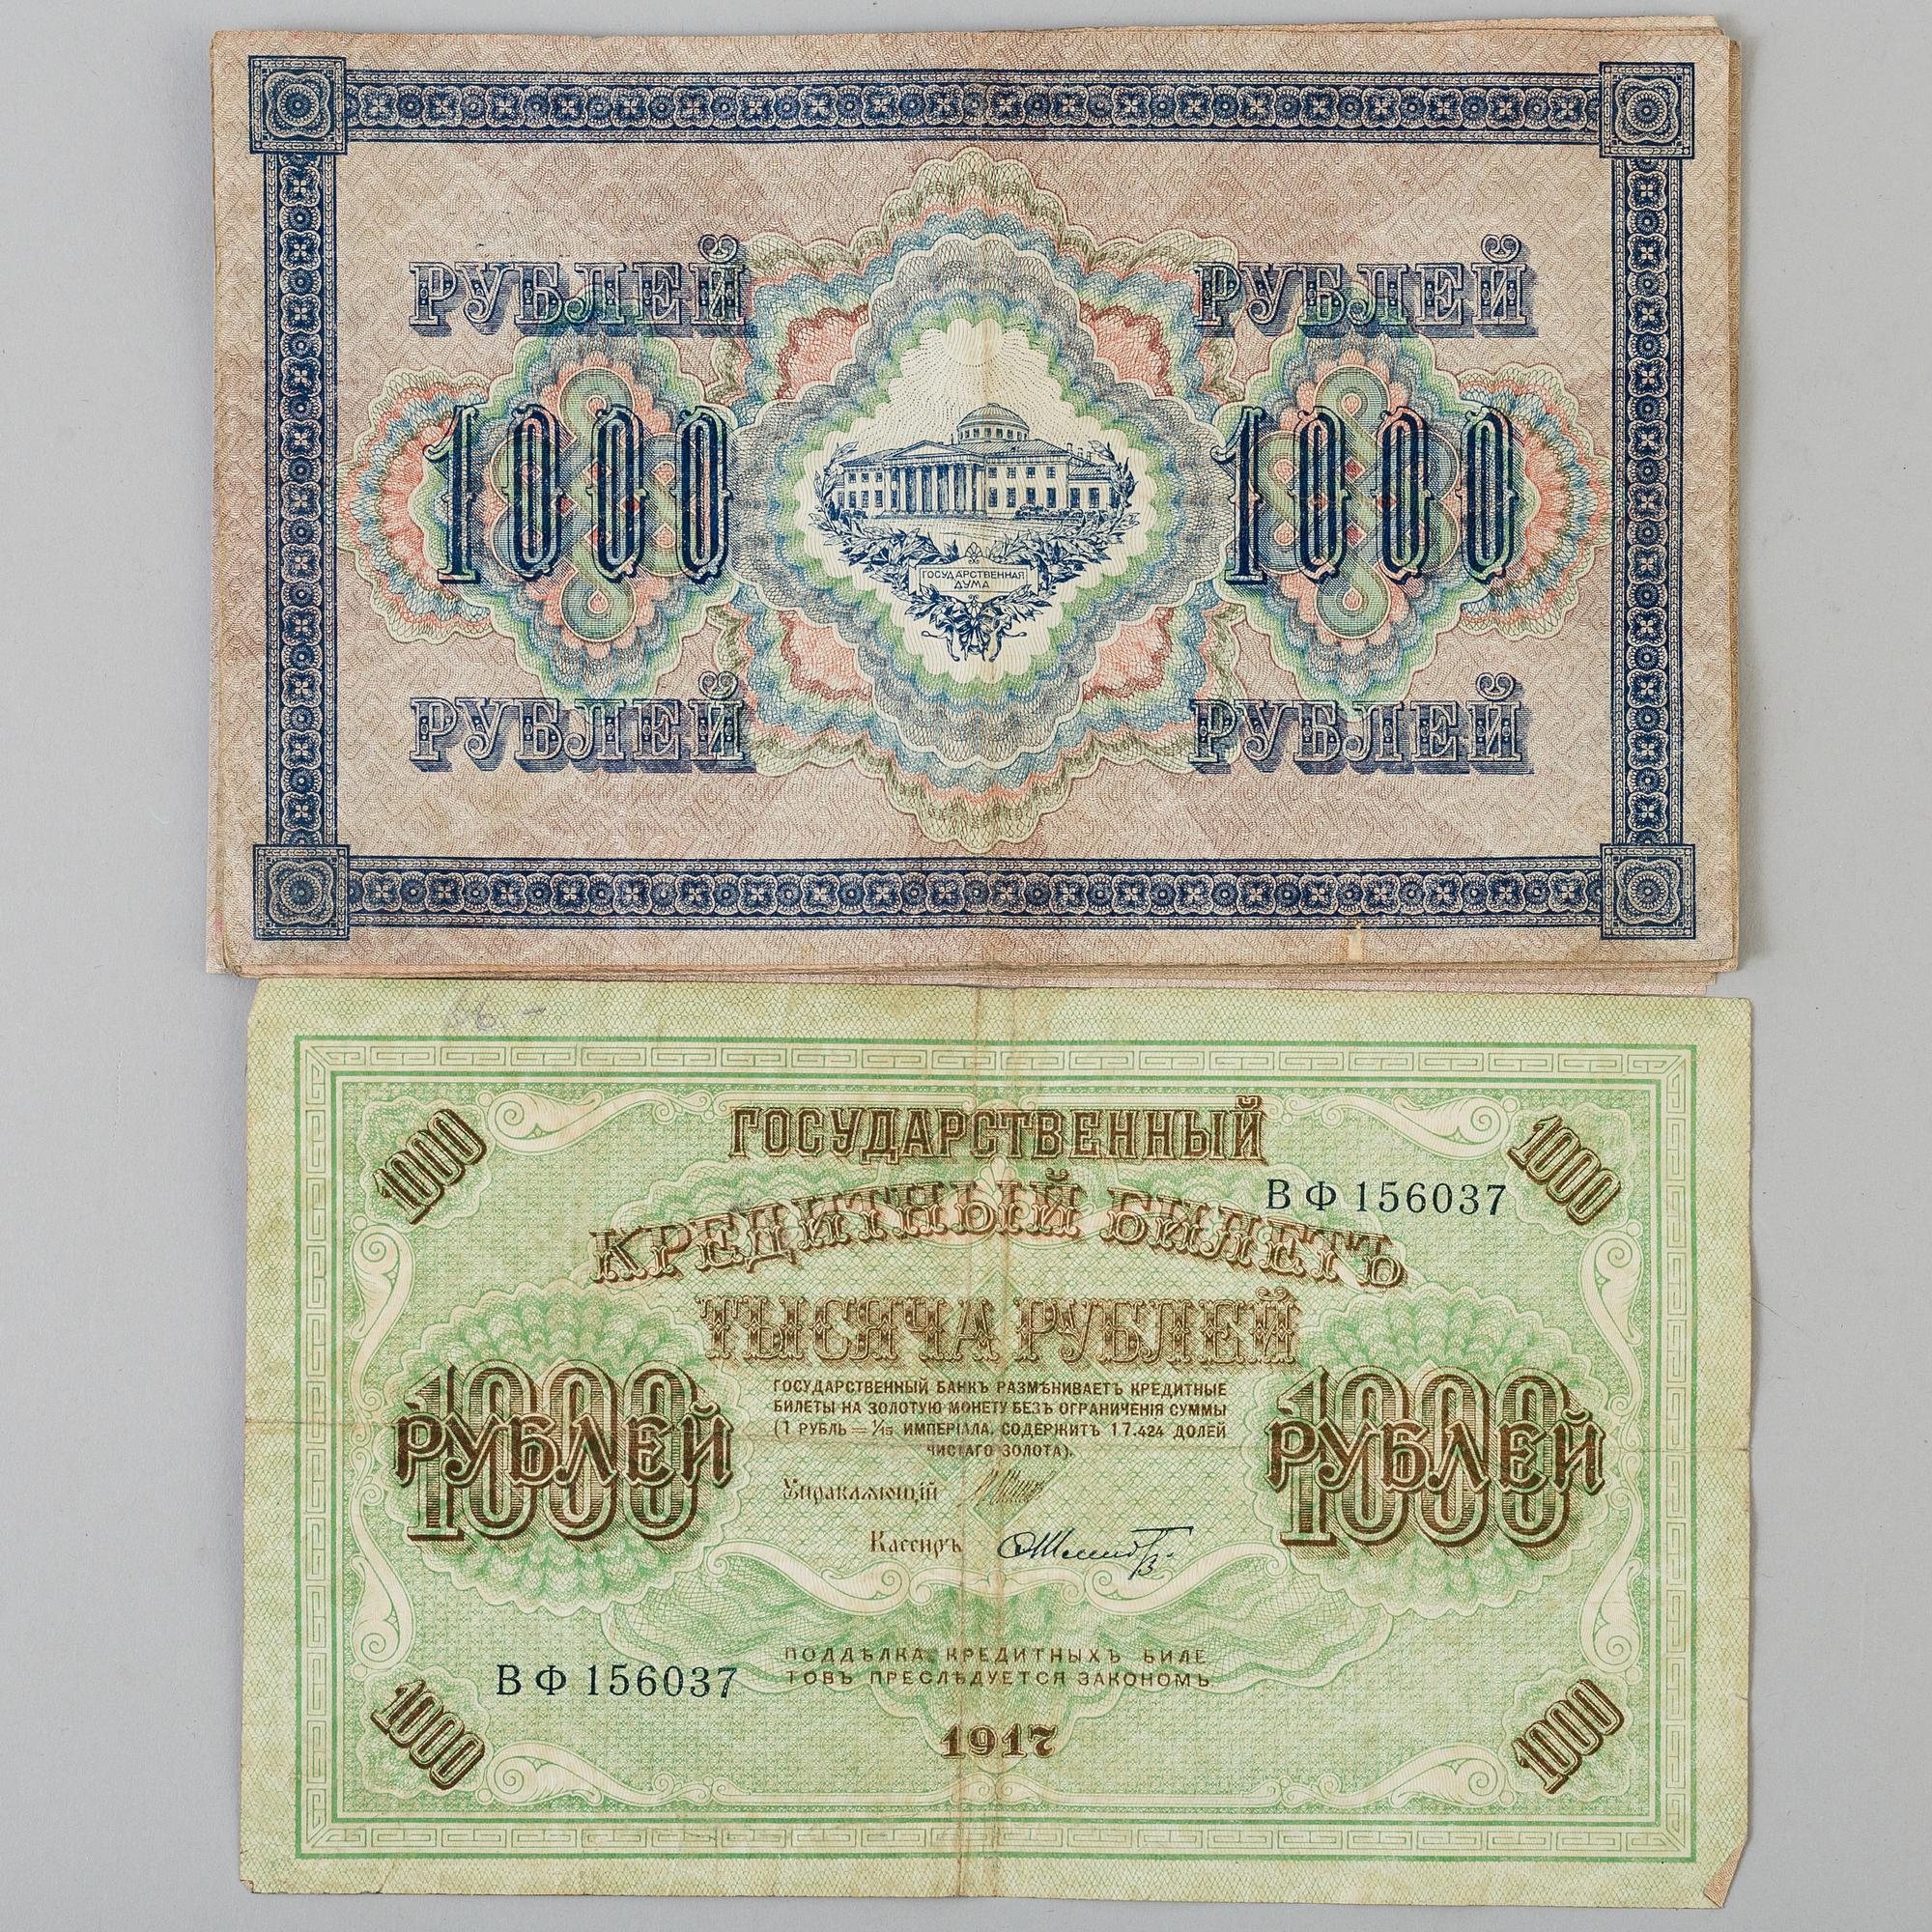 РУБЛЕЙ РУБЛЕЙ
1000 1000
ГОСУДАРСТВЕННАЯ
ДУМА
РУБЛЕЙ РУБЛЕЙ
1000 1000
ГОСУДАРСТВЕННЫЙ
ВФ 156037
КРЕДИТНЫЙ БИЛЕТЪ
ТЫСЯЧА РУБЛЕЙ
1000 РУБЛЕЙ
1000 РУБЛЕЙ
ГОСУДАРСТВЕННЫЙ БАНКЪ РАЗМѢНИВАЕТЪ КРЕДИТНЫЕ
БИЛЕТЫ НА ЗОЛОТУЮ МОНЕТУ БЕЗЪ ОГРАНИЧЕНІЯ СУММЫ
(1 РУБЛЬ = 1/15 ИМПЕРІАЛА, СОДЕРЖИТЪ 17.424 ДОЛЕЙ
ЧИСТАГО ЗОЛОТА).
Управляющій
Кассиръ
ПОДДѢЛКА КРЕДИТНЫХЪ БИЛЕ
ТОВЪ ПРЕСЛѢДУЕТСЯ ЗАКОНОМЪ
ВФ 156037
1917
1000 1000